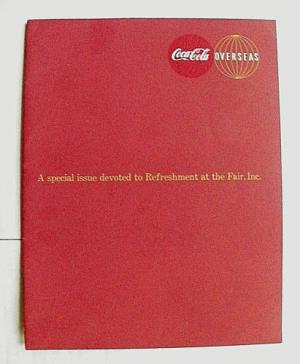 Coca-Cola OVERSEAS
A special issue devoted to Refreshment at the Fair, Inc.